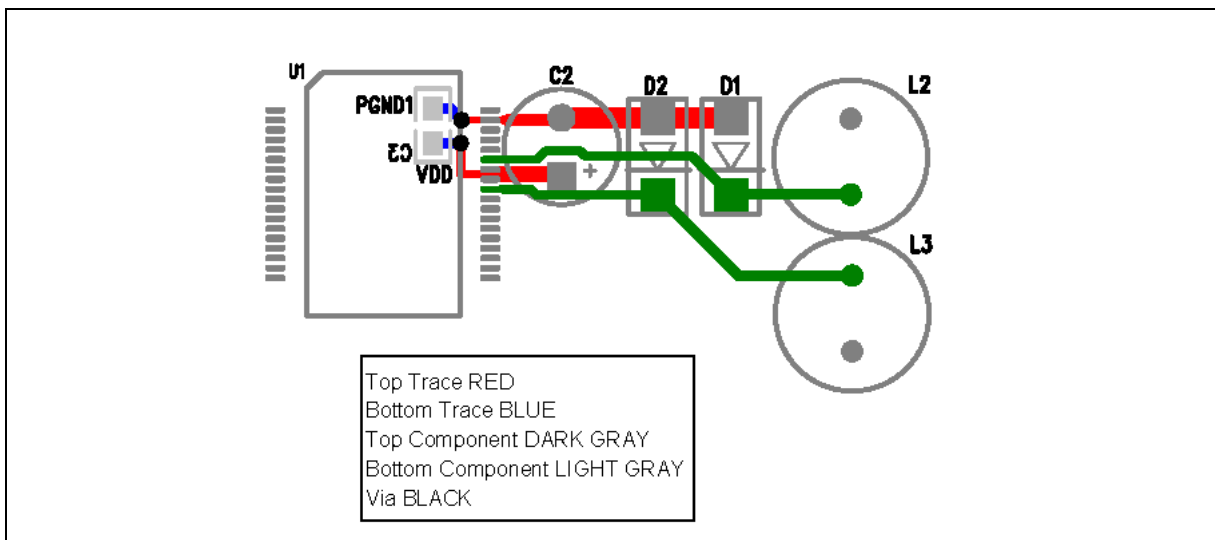 U1
C2
D2
D1
L2
PGND1
C3
VDD
+
L3
Top Trace RED
Bottom Trace BLUE
Top Component DARK GRAY
Bottom Component LIGHT GRAY
Via BLACK